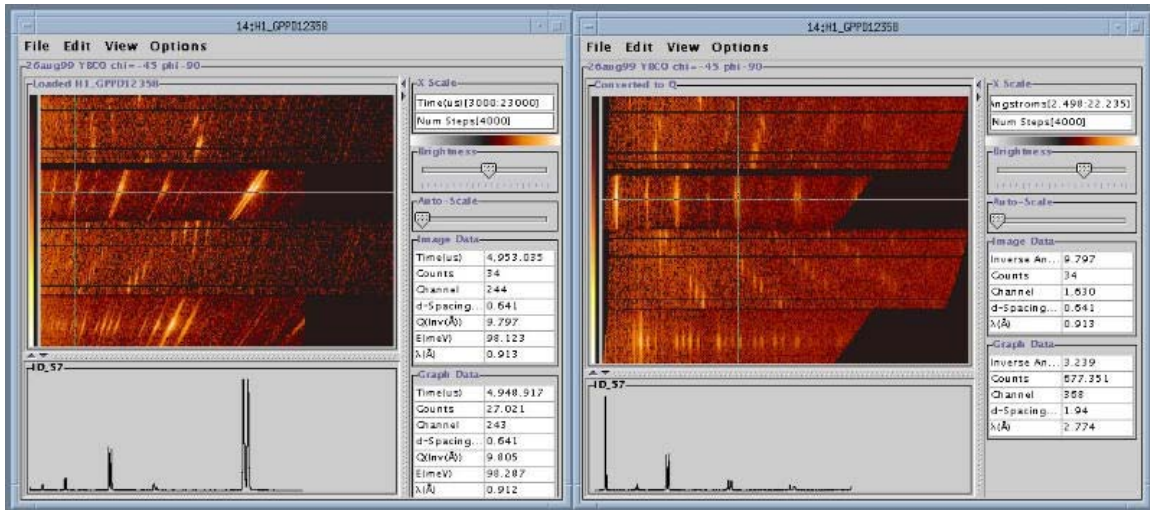 14:H1_GPPD12358
File Edit View Options
26aug99 YBCO chi=-45 phi-90
Loaded H1_GPPD12358
X Scale
Time(us)[3000:23000]
Num Steps[4000]
Brightness
Auto-Scale
Image Data
Time(us) 4,953.035
Counts 34
Channel 244
d-Spacing... 0.641
Q(Inv(Å)) 9.797
E(meV) 98.123
λ(Å) 0.913
Graph Data
Time(us) 4,948.917
Counts 27.021
Channel 243
d-Spacing... 0.641
Q(Inv(Å)) 9.805
E(meV) 98.287
λ(Å) 0.912
ID_57
14:H1_GPPD12358
File Edit View Options
26aug99 YBCO chi=-45 phi-90
Converted to Q
X Scale
ngstroms[2.498:22.235]
Num Steps[4000]
Brightness
Auto-Scale
Image Data
Inverse An... 9.797
Counts 34
Channel 1,630
d-Spacing... 0.641
λ(Å) 0.913
Graph Data
Inverse An... 3.239
Counts 677.351
Channel 368
d-Spacing... 1.94
λ(Å) 2.774
ID_57